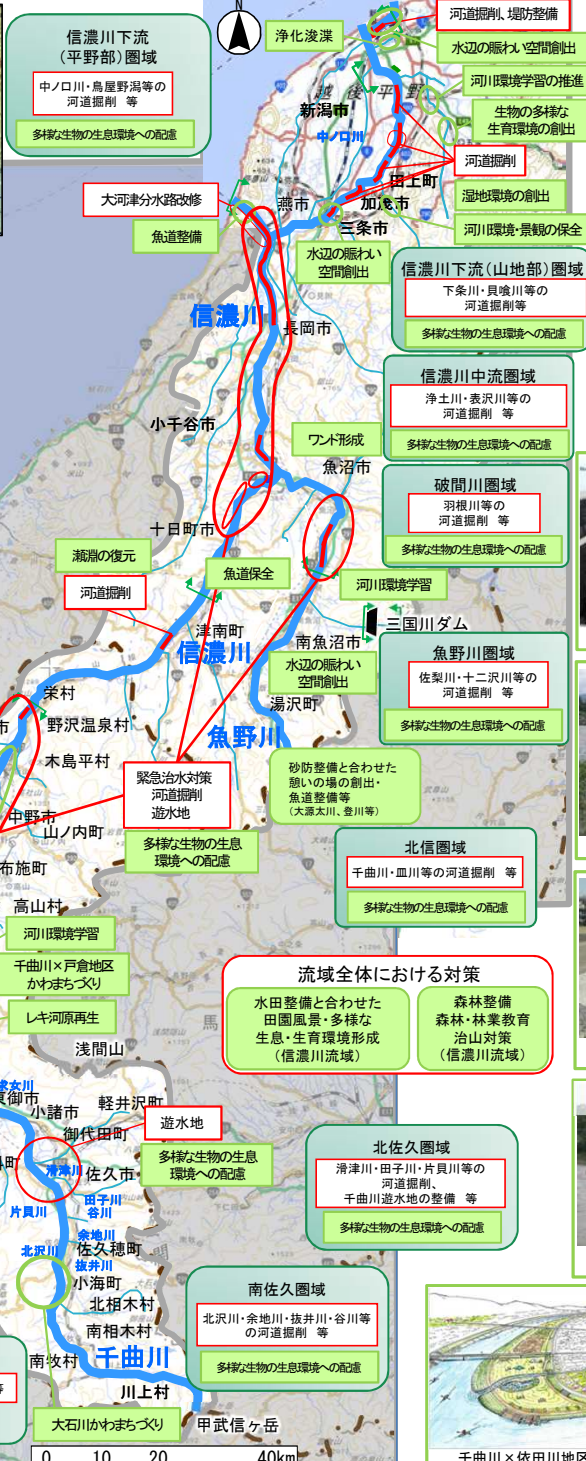 N
信濃川下流
(平野部)圏域
中ノ口川・鳥屋野潟等の
河道掘削 等
多様な生物の生息環境への配慮
浄化浚渫
河道掘削、堤防整備
水辺の賑わい空間創出
河川環境学習の推進
生物の多様な
生育環境の創出
越後平野
新潟市
中ノ口川
河道掘削
田上町
湿地環境の創出
加茂市
燕市
三条市
河川環境・景観の保全
大河津分水路改修
魚道整備
水辺の賑わい
空間創出
信濃川下流(山地部)圏域
下条川・貝喰川等の
河道掘削等
多様な生物の生息環境への配慮
信濃川
長岡市
信濃川中流圏域
浄土川・表沢川等の
河道掘削 等
多様な生物の生息環境への配慮
小千谷市
ワンド形成
魚沼市
破間川圏域
羽根川等の
河道掘削 等
多様な生物の生息環境への配慮
十日町市
瀬淵の復元
魚道保全
河川環境学習
河道掘削
三国川ダム
津南町
信濃川
南魚沼市
水辺の賑わい
空間創出
魚野川圏域
佐梨川・十二沢川等の
河道掘削 等
多様な生物の生息環境への配慮
湯沢町
魚野川
栄村
市
野沢温泉村
木島平村
緊急治水対策
河道掘削
遊水地
砂防整備と合わせた
憩いの場の創出・
魚道整備等
(大源太川、登川等)
中野市
山ノ内町
多様な生物の生息
環境への配慮
布施町
高山村
北信圏域
千曲川・皿川等の河道掘削 等
多様な生物の生息環境への配慮
河川環境学習
千曲川×戸倉地区
かわまちづくり
レキ河原再生
流域全体における対策
水田整備と合わせた
田園風景・多様な
生息・生育環境形成
(信濃川流域)
森林整備
森林・林業教育
治山対策
(信濃川流域)
浅間山
馬
女川
東御市
小諸市
軽井沢町
御代田町
遊水地
多様な生物の生息
環境への配慮
滑津川
佐久市
田子川
谷川
片貝川
余地川
北沢川
佐久穂町
抜井川
小海町
北相木村
南相木村
南牧村
千曲川
川上村
北佐久圏域
滑津川・田子川・片貝川等の
河道掘削、
千曲川遊水地の整備 等
多様な生物の生息環境への配慮
南佐久圏域
北沢川・余地川・抜井川・谷川等
の河道掘削 等
多様な生物の生息環境への配慮
等
大石川かわまちづくり
甲武信ヶ岳
0 10 20 40km
千曲川×依田川地区